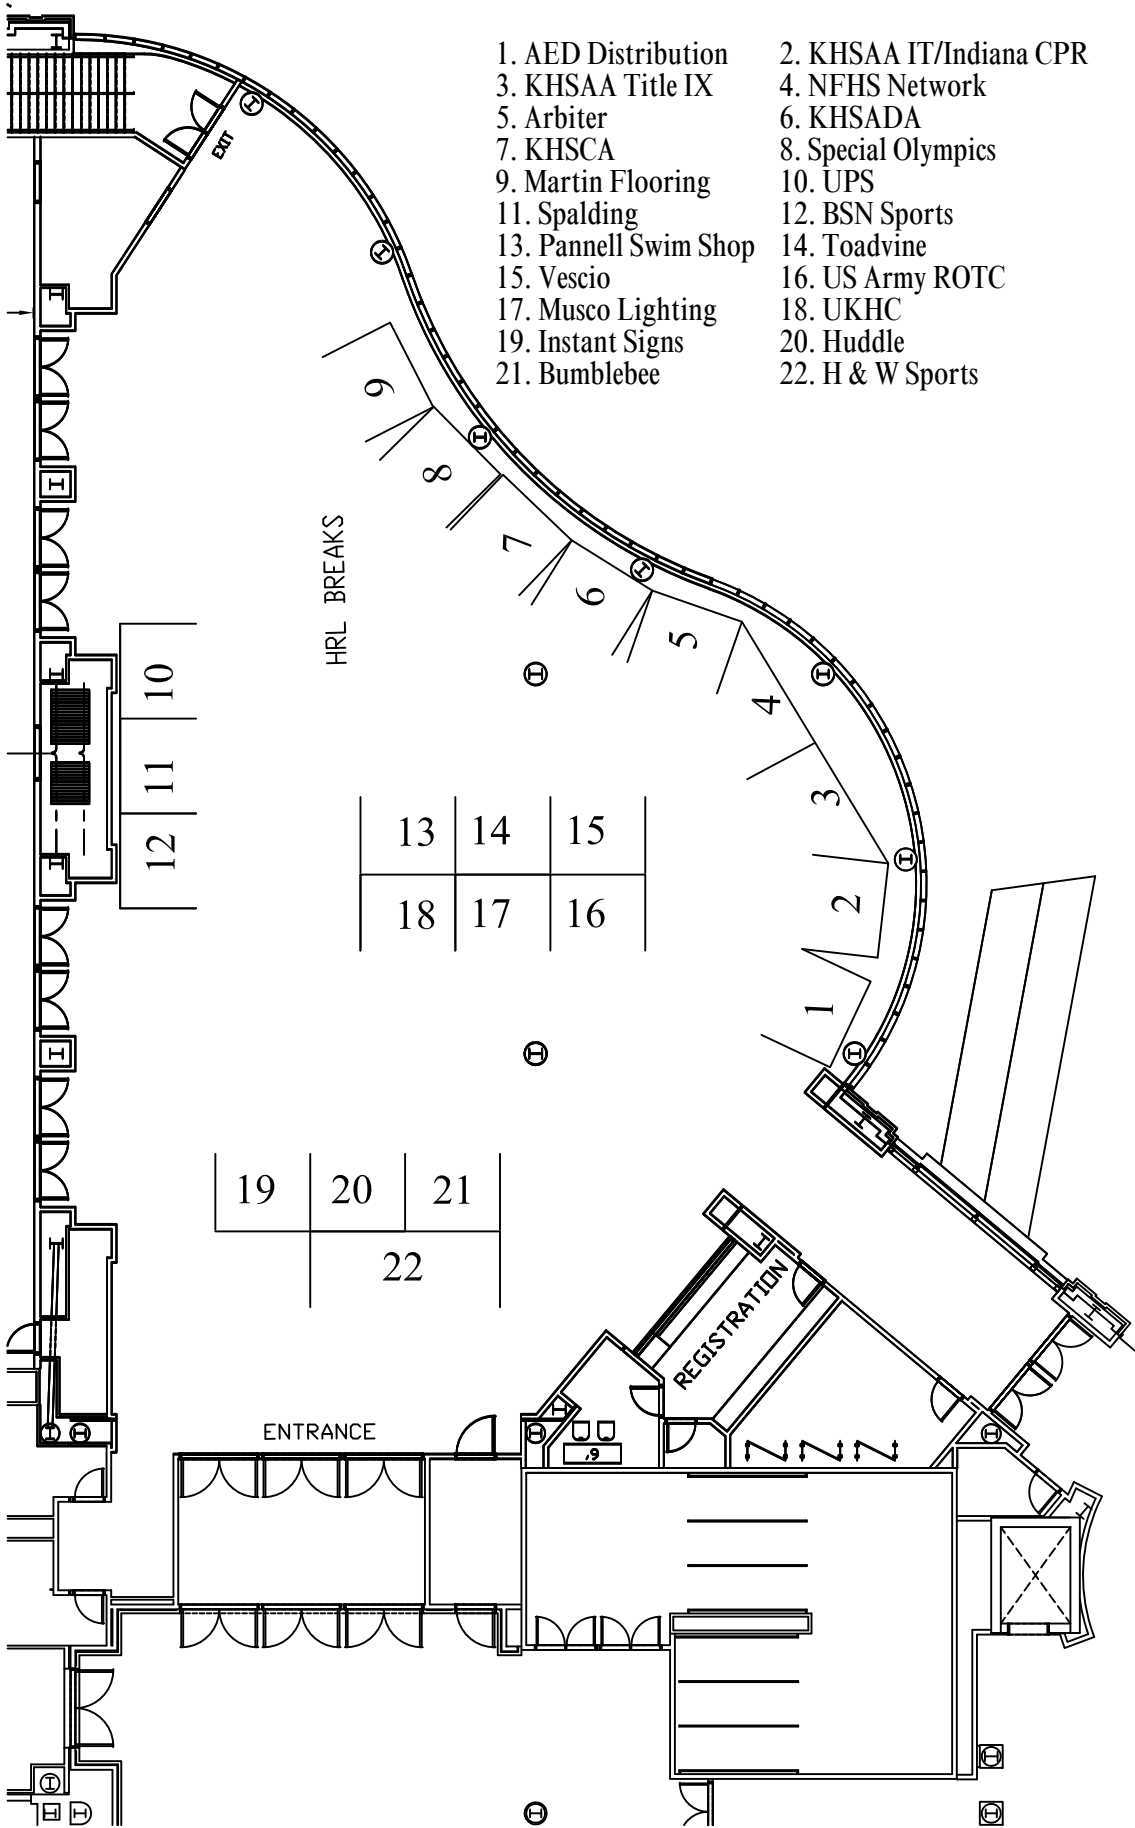 1. AED Distribution 2. KHSAA IT/Indiana CPR
3. KHSAA Title IX 4. NFHS Network
5. Arbiter 6. KHSADA
7. KHSCA 8. Special Olympics
9. Martin Flooring 10. UPS
11. Spalding 12. BSN Sports
13. Pannell Swim Shop 14. Toadvine
15. Vescio 16. US Army ROTC
17. Musco Lighting 18. UKHC
19. Instant Signs 20. Huddle
21. Bumblebee 22. H & W Sports
EXIT
9
8
7
6
5
4
3
2
1
HRL BREAKS
10
11
12
13 14 15
18 17 16
19 20 21
22
REGISTRATION
ENTRANCE